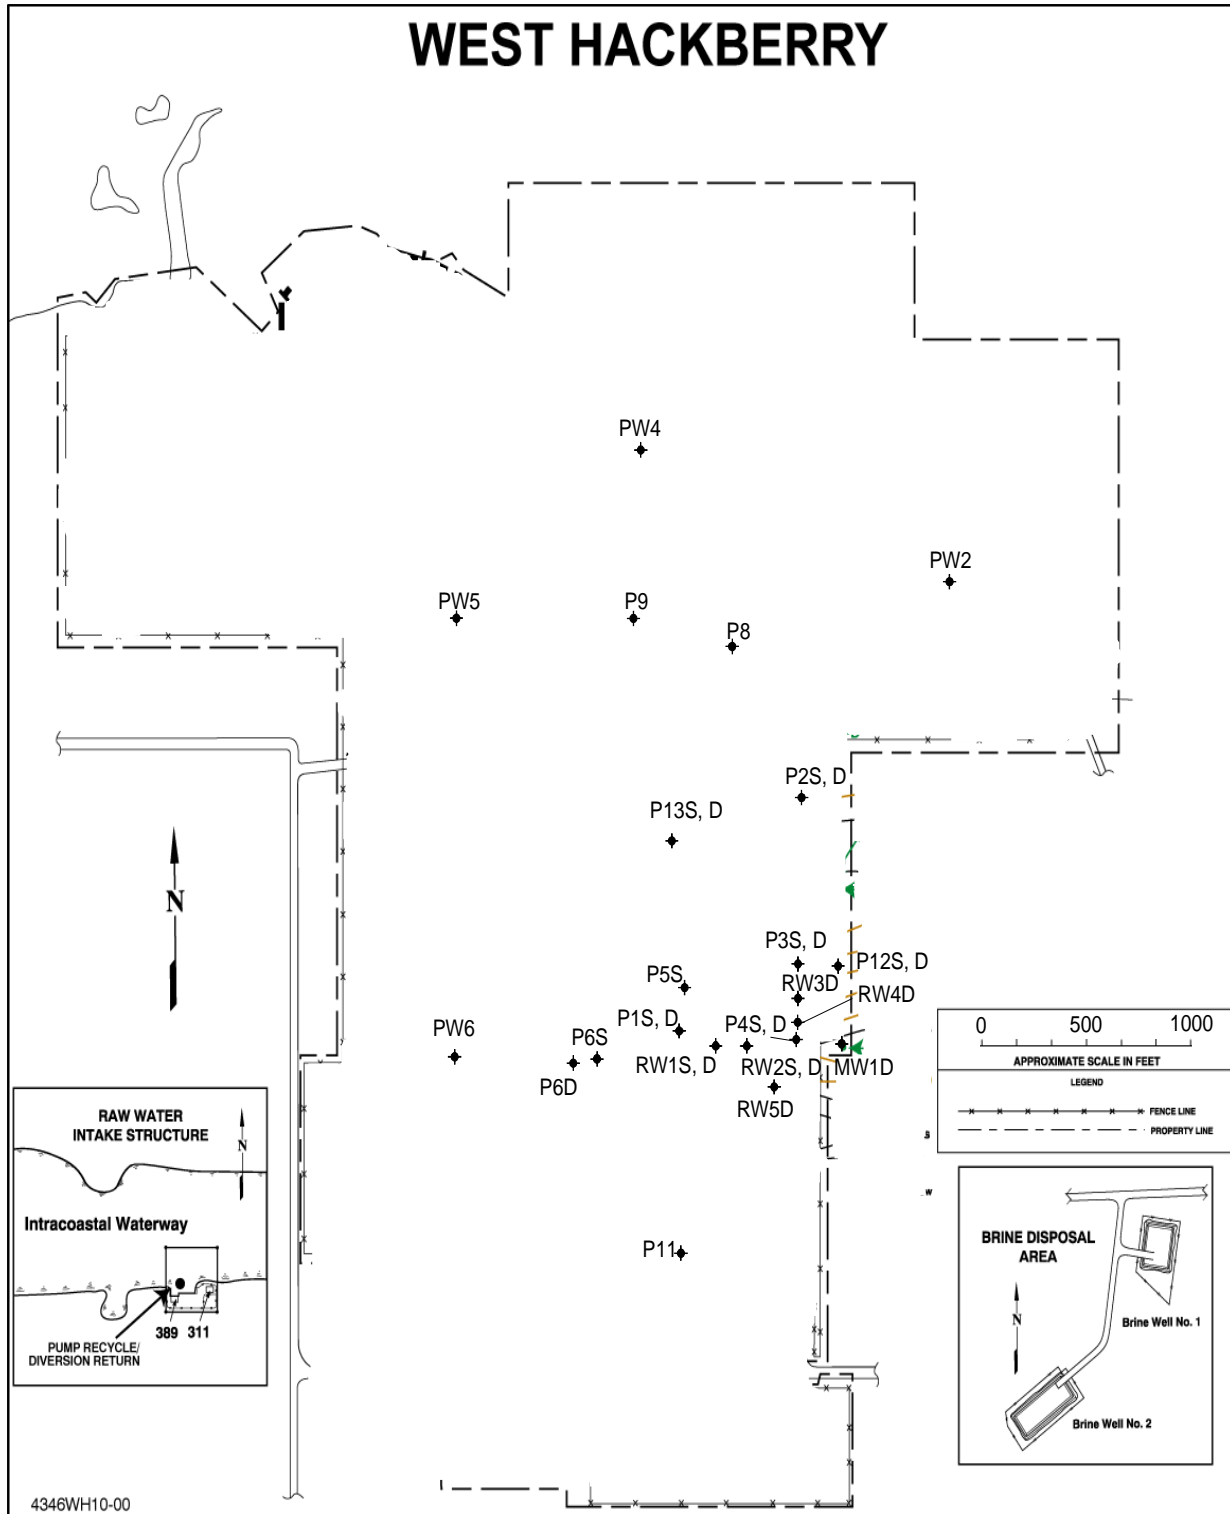 WEST HACKBERRY
PW4
PW2
PW5
P9
P8
P2S, D
P13S, D
N
P3S, D
P12S, D
P5S
RW3D
RW4D
P1S, D
P4S, D
PW6
P6S
RW1S, D
RW2S, D
MW1D
P6D
RW5D
0 500 1000
APPROXIMATE SCALE IN FEET
LEGEND
FENCE LINE
PROPERTY LINE
RAW WATER
INTAKE STRUCTURE
N
Intracoastal Waterway
389 311
PUMP RECYCLE/
DIVERSION RETURN
P11
S
W
BRINE DISPOSAL
AREA
N
Brine Well No. 1
Brine Well No. 2
4346WH10-00